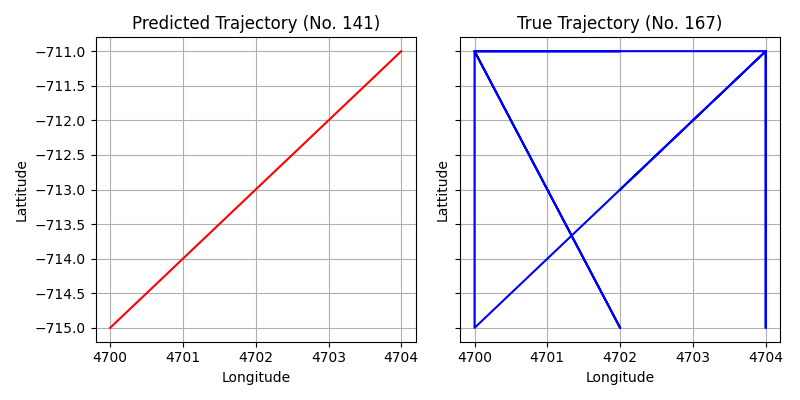 Predicted Trajectory (No. 141)
−711.0
−711.5
−712.0
−712.5
−713.0
−713.5
−714.0
−714.5
−715.0
Lattitude
4700 4701 4702 4703 4704
Longitude
True Trajectory (No. 167)
Lattitude
4700 4701 4702 4703 4704
Longitude